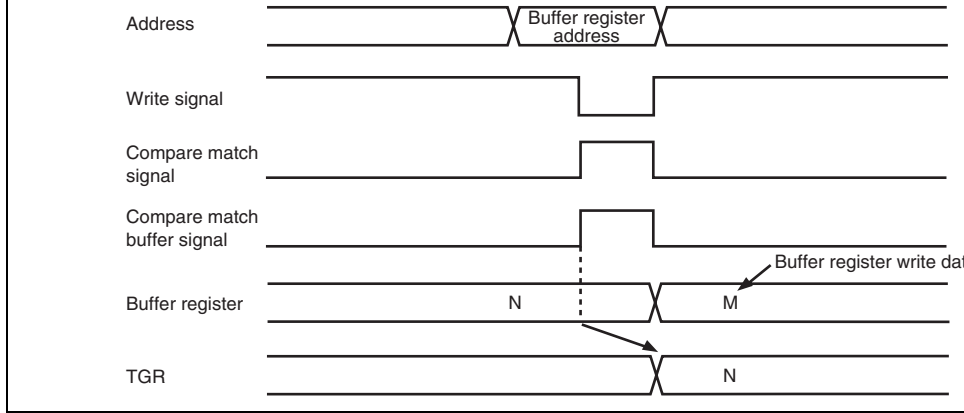 Address
Buffer register
address
Write signal
Compare match
signal
Compare match
buffer signal
Buffer register write dat
Buffer register
N
M
TGR
N